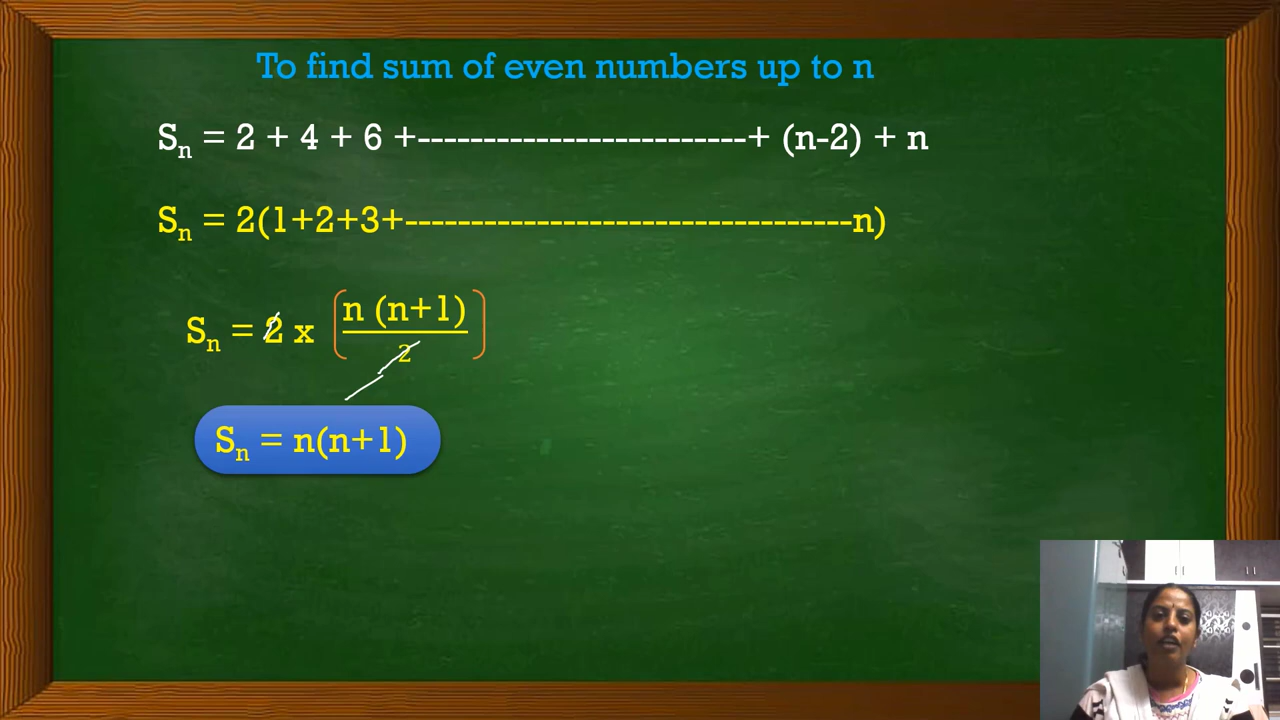 To find sum of even numbers up to n
Sₙ = 2 + 4 + 6 +-------------------------+ (n-2) + n
Sₙ = 2(1+2+3+----------------------------------n)
Sₙ = 2 x [n (n+1) / 2]
Sₙ = n(n+1)